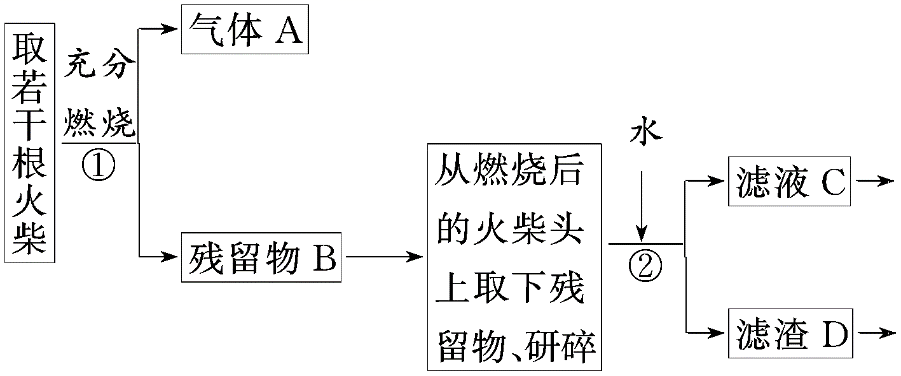 取若干根火柴
充分
燃烧
①
气体 A
残留物 B
从燃烧后
的火柴头
上取下残
留物、研碎
水
②
滤液 C
滤渣 D